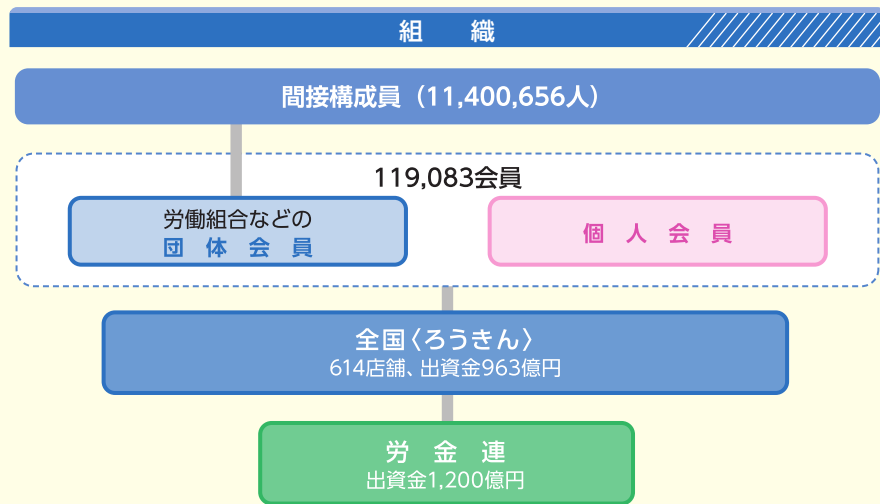 組 織
間接構成員（11,400,656人）
119,083会員
労働組合などの
団 体 会 員
個 人 会 員
全国〈ろうきん〉
614店舗、出資金963億円
労 金 連
出資金1,200億円